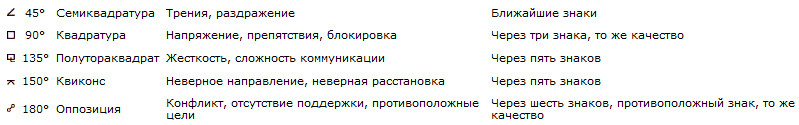 ∠ 45° Семиквадратура Трения, раздражение Ближайшие знаки
□ 90° Квадратура Напряжение, препятствия, блокировка Через три знака, то же качество
⚼ 135° Полутораквадрат Жесткость, сложность коммуникации Через пять знаков
⚻ 150° Квиконс Неверное направление, неверная расстановка Через пять знаков
☍ 180° Оппозиция Конфликт, отсутствие поддержки, противоположные цели Через шесть знаков, противоположный знак, то же качество